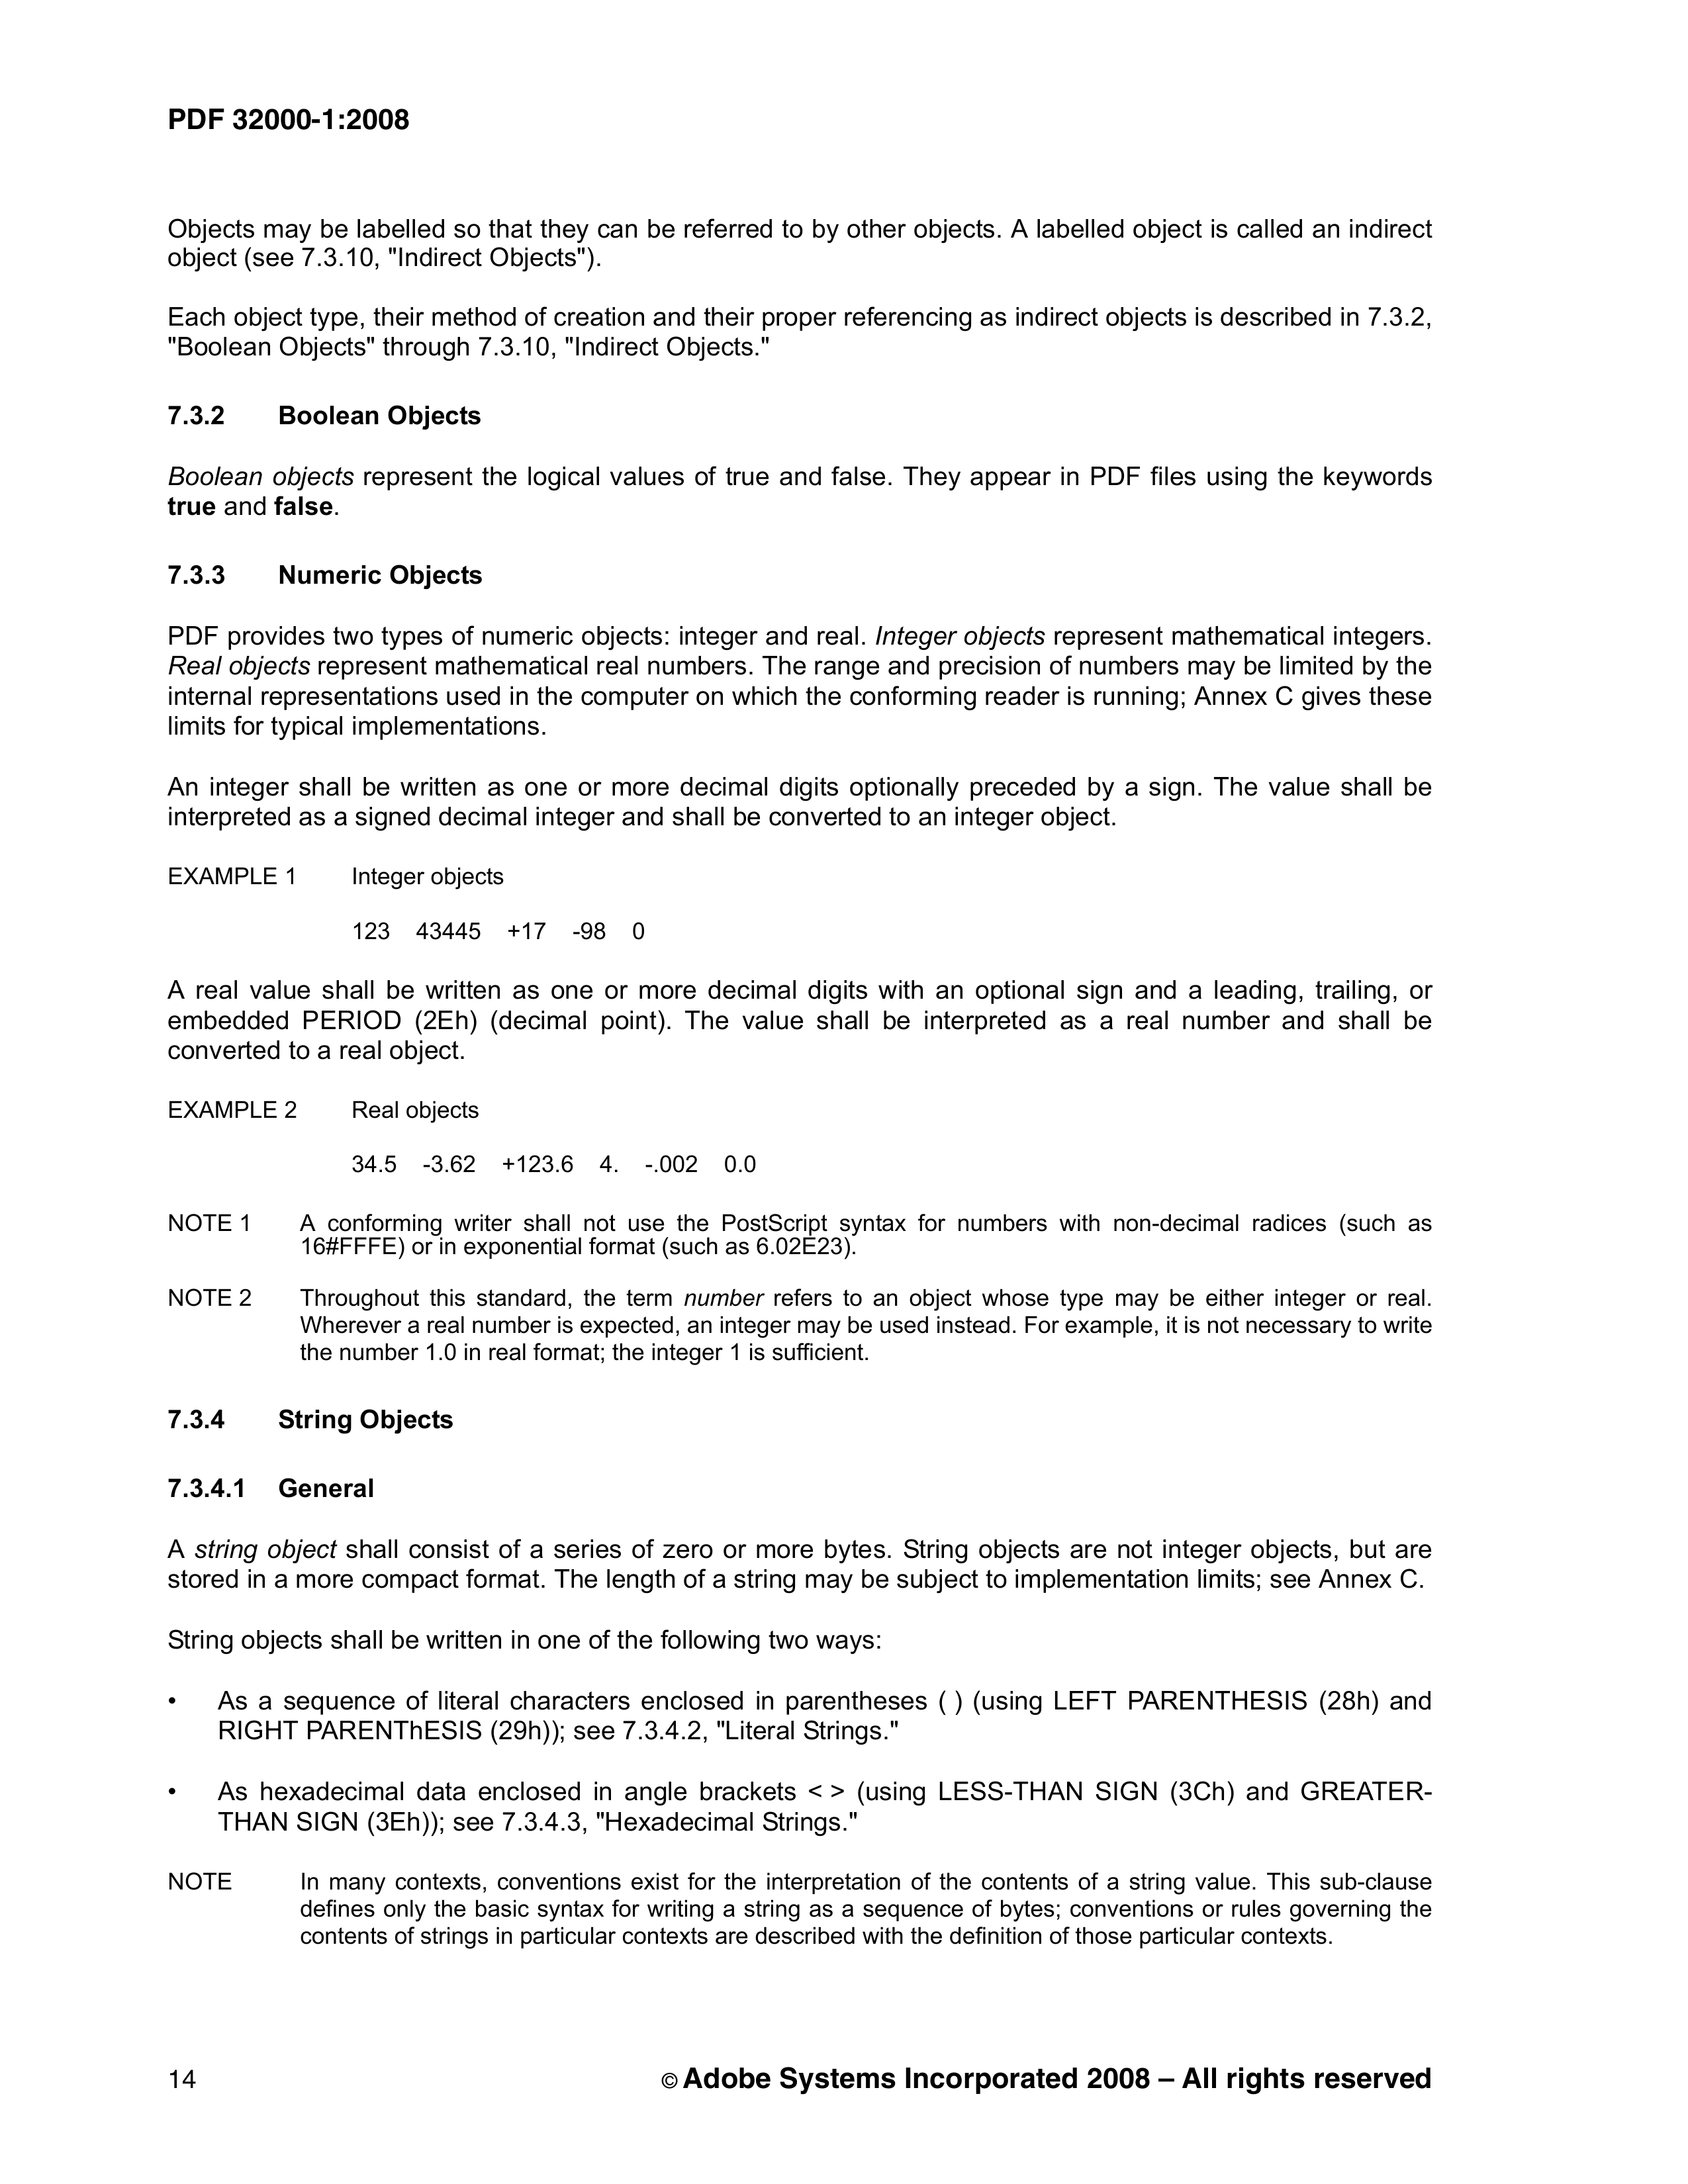 PDF 32000-1:2008
Objects may be labelled so that they can be referred to by other objects. A labelled object is called an indirect
object (see 7.3.10, "Indirect Objects").
Each object type, their method of creation and their proper referencing as indirect objects is described in 7.3.2,
"Boolean Objects" through 7.3.10, "Indirect Objects."
7.3.2 Boolean Objects
Boolean objects represent the logical values of true and false. They appear in PDF files using the keywords
true and false.
7.3.3 Numeric Objects
PDF provides two types of numeric objects: integer and real. Integer objects represent mathematical integers.
Real objects represent mathematical real numbers. The range and precision of numbers may be limited by the
internal representations used in the computer on which the conforming reader is running; Annex C gives these
limits for typical implementations.
An integer shall be written as one or more decimal digits optionally preceded by a sign. The value shall be
interpreted as a signed decimal integer and shall be converted to an integer object.
EXAMPLE 1 Integer objects
123 43445 +17 -98 0
A real value shall be written as one or more decimal digits with an optional sign and a leading, trailing, or
embedded PERIOD (2Eh) (decimal point). The value shall be interpreted as a real number and shall be
converted to a real object.
EXAMPLE 2 Real objects
34.5 -3.62 +123.6 4. -.002 0.0
NOTE 1 A conforming writer shall not use the PostScript syntax for numbers with non-decimal radices (such as
16#FFFE) or in exponential format (such as 6.02E23).
NOTE 2 Throughout this standard, the term number refers to an object whose type may be either integer or real.
Wherever a real number is expected, an integer may be used instead. For example, it is not necessary to write
the number 1.0 in real format; the integer 1 is sufficient.
7.3.4 String Objects
7.3.4.1 General
A string object shall consist of a series of zero or more bytes. String objects are not integer objects, but are
stored in a more compact format. The length of a string may be subject to implementation limits; see Annex C.
String objects shall be written in one of the following two ways:
• As a sequence of literal characters enclosed in parentheses ( ) (using LEFT PARENTHESIS (28h) and
RIGHT PARENThESIS (29h)); see 7.3.4.2, "Literal Strings."
• As hexadecimal data enclosed in angle brackets < > (using LESS-THAN SIGN (3Ch) and GREATER-
THAN SIGN (3Eh)); see 7.3.4.3, "Hexadecimal Strings."
NOTE In many contexts, conventions exist for the interpretation of the contents of a string value. This sub-clause
defines only the basic syntax for writing a string as a sequence of bytes; conventions or rules governing the
contents of strings in particular contexts are described with the definition of those particular contexts.
14 © Adobe Systems Incorporated 2008 – All rights reserved